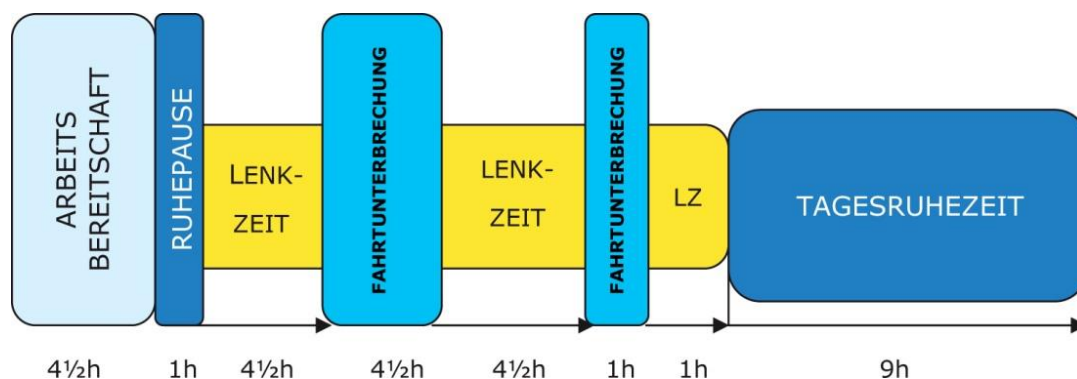 ARBEITS
BEREITSCHAFT
RUHEPAUSE
LENK-
ZEIT
FAHRTUNTERBRECHUNG
LENK-
ZEIT
FAHRTUNTERBRECHUNG
LZ
TAGESRUHEZEIT
4½h 1h 4½h 4½h 4½h 1h 1h 9h